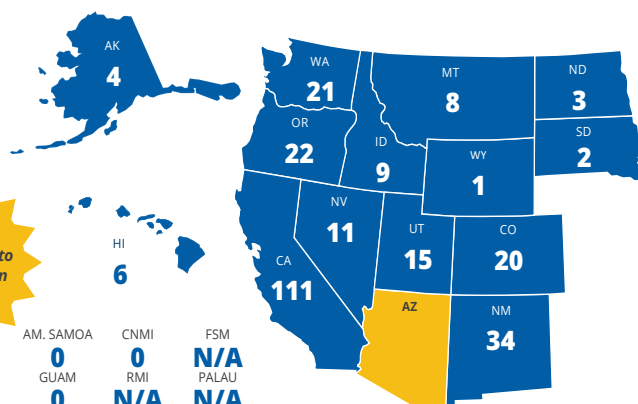 AK
4
WA
21
MT
8
ND
3
OR
22
ID
9
SD
2
WY
1
NV
11
UT
15
CO
20
CA
111
AZ
NM
34
to
n
HI
6
AM. SAMOA CNMI FSM
0 0 N/A
GUAM RMI PALAU
0 N/A N/A